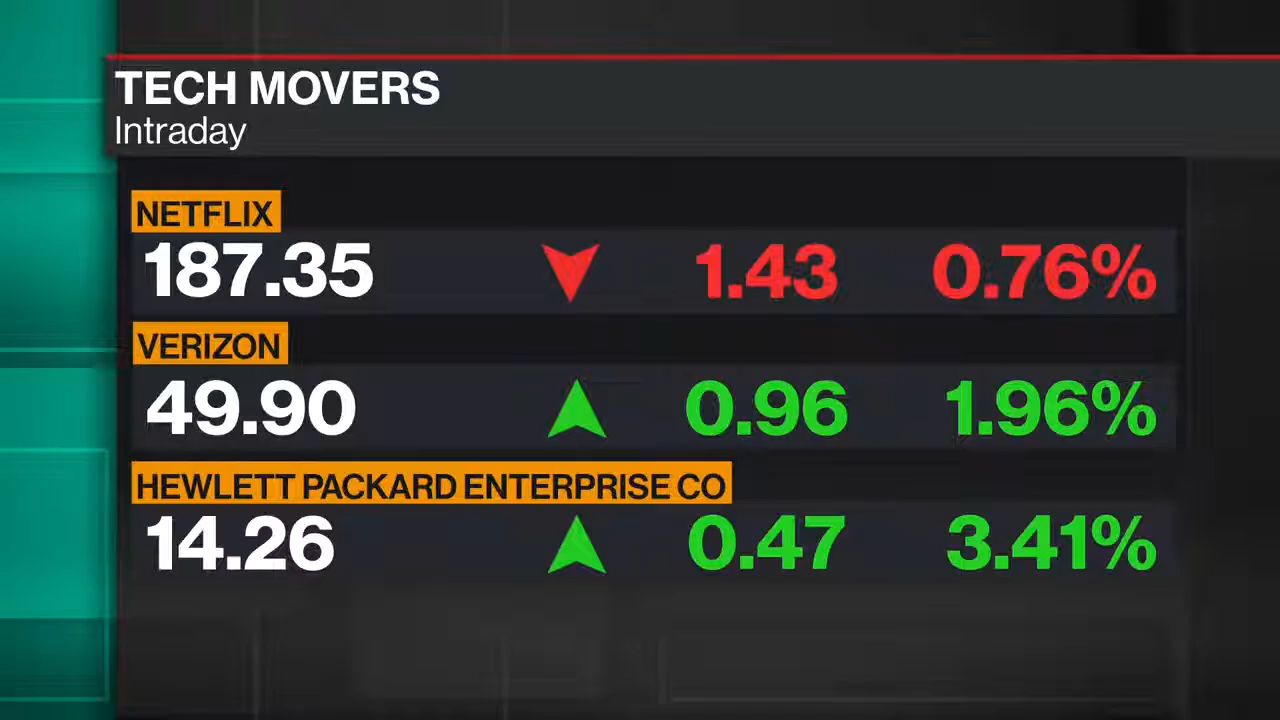 TECH MOVERS
Intraday
NETFLIX
187.35 1.43 0.76%
VERIZON
49.90 0.96 1.96%
HEWLETT PACKARD ENTERPRISE CO
14.26 0.47 3.41%